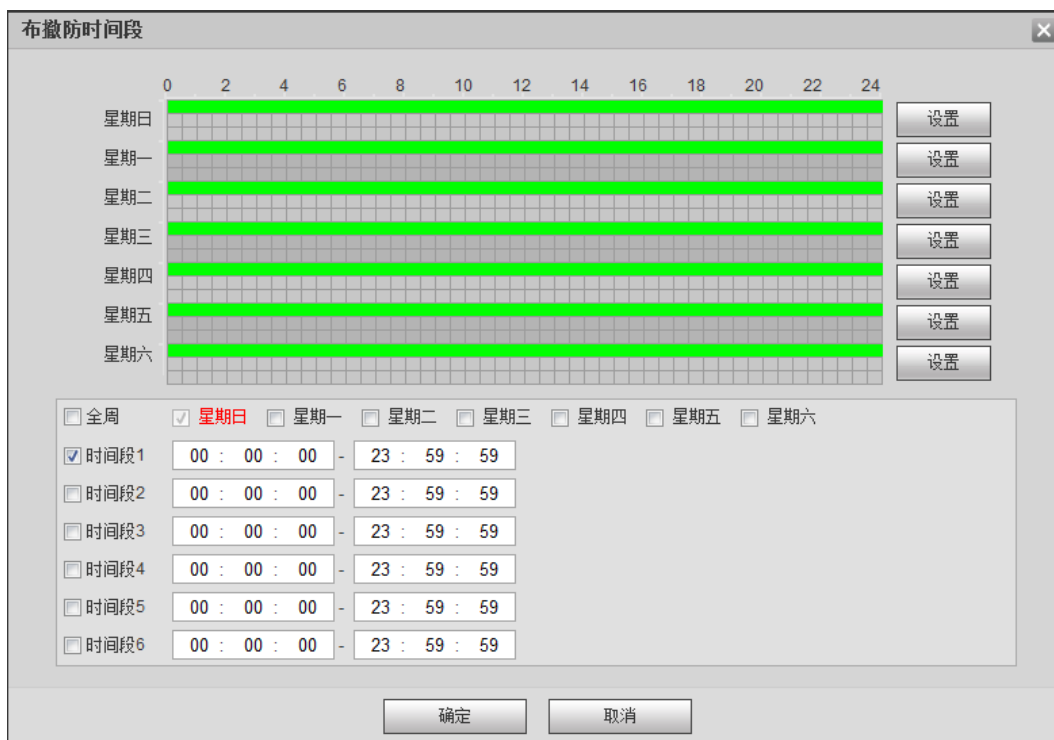 布撤防时间段
0 2 4 6 8 10 12 14 16 18 20 22 24
星期日 设置
星期一 设置
星期二 设置
星期三 设置
星期四 设置
星期五 设置
星期六 设置
全周 星期日 星期一 星期二 星期三 星期四 星期五 星期六
时间段1 00 : 00 : 00 - 23 : 59 : 59
时间段2 00 : 00 : 00 - 23 : 59 : 59
时间段3 00 : 00 : 00 - 23 : 59 : 59
时间段4 00 : 00 : 00 - 23 : 59 : 59
时间段5 00 : 00 : 00 - 23 : 59 : 59
时间段6 00 : 00 : 00 - 23 : 59 : 59
确定 取消